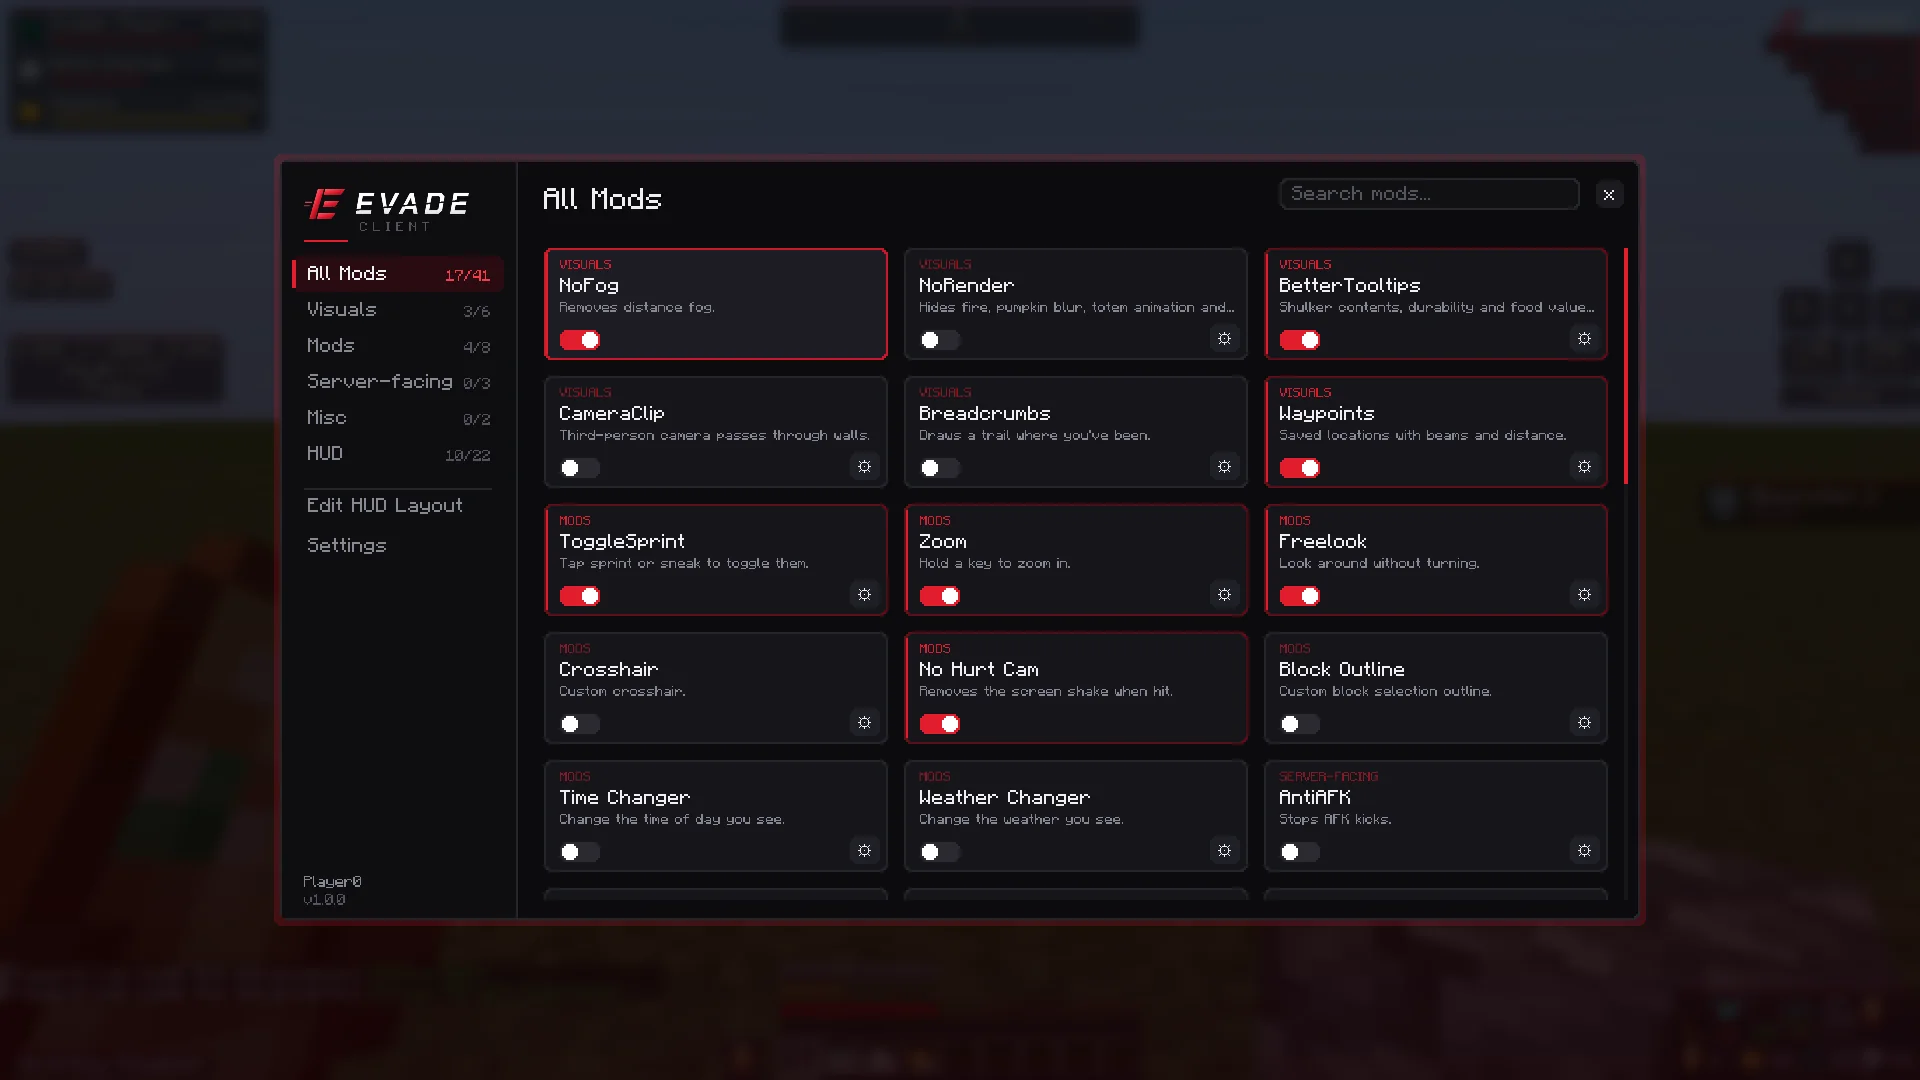 EVADE
CLIENT
All Mods 17/41
Visuals 3/6
Mods 4/8
Server-facing 0/3
Misc 0/2
HUD 10/22
Edit HUD Layout
Settings
Player0
v1.0.0
All Mods
Search mods...
VISUALS
NoFog
Removes distance fog.
VISUALS
NoRender
Hides fire, pumpkin blur, totem animation and...
VISUALS
BetterTooltips
Shulker contents, durability and food value...
VISUALS
CameraClip
Third-person camera passes through walls.
VISUALS
Breadcrumbs
Draws a trail where you've been.
VISUALS
Waypoints
Saved locations with beams and distance.
MODS
ToggleSprint
Tap sprint or sneak to toggle them.
MODS
Zoom
Hold a key to zoom in.
MODS
Freelook
Look around without turning.
MODS
Crosshair
Custom crosshair.
MODS
No Hurt Cam
Removes the screen shake when hit.
MODS
Block Outline
Custom block selection outline.
MODS
Time Changer
Change the time of day you see.
MODS
Weather Changer
Change the weather you see.
SERVER-FACING
AntiAFK
Stops AFK kicks.